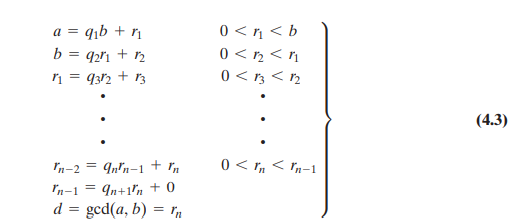 a = q₁b + r₁ 0 < r₁ < b
b = q₂r₁ + r₂ 0 < r₂ < r₁
r₁ = q₃r₂ + r₃ 0 < r₃ < r₂
• •
• • (4.3)
• •
rₙ₋₂ = qₙrₙ₋₁ + rₙ 0 < rₙ < rₙ₋₁
rₙ₋₁ = qₙ₊₁rₙ + 0
d = gcd(a, b) = rₙ